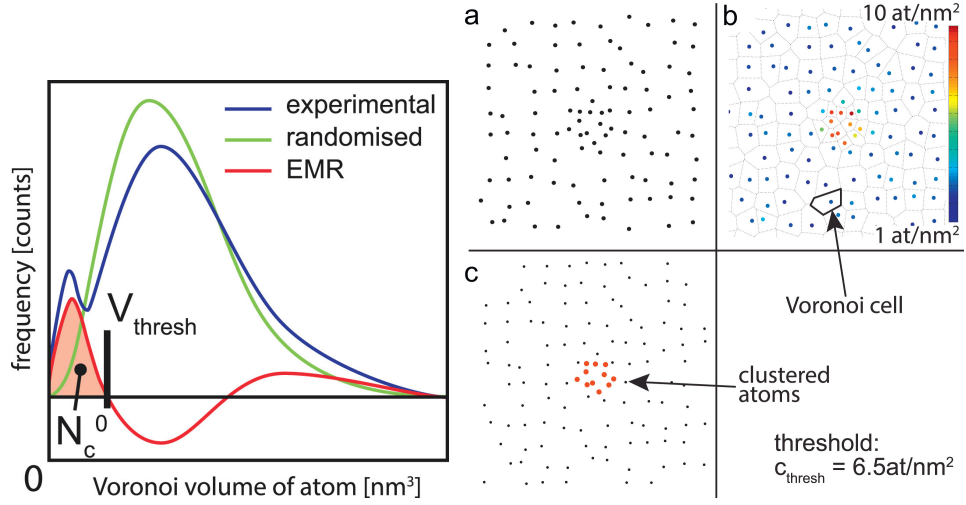 experimental
randomised
EMR
frequency [counts]
V thresh
N c
0
0
Voronoi volume of atom [nm³]
a
b
10 at/nm²
1 at/nm²
Voronoi cell
c
clustered
atoms
threshold:
c thresh = 6.5at/nm²